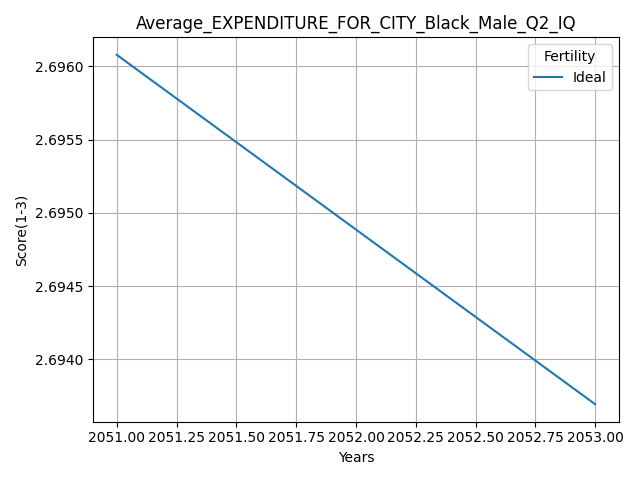 Average_EXPENDITURE_FOR_CITY_Black_Male_Q2_IQ
Fertility
Ideal
2.6960
2.6955
2.6950
2.6945
2.6940
Score(1-3)
2051.00 2051.25 2051.50 2051.75 2052.00 2052.25 2052.50 2052.75 2053.00
Years